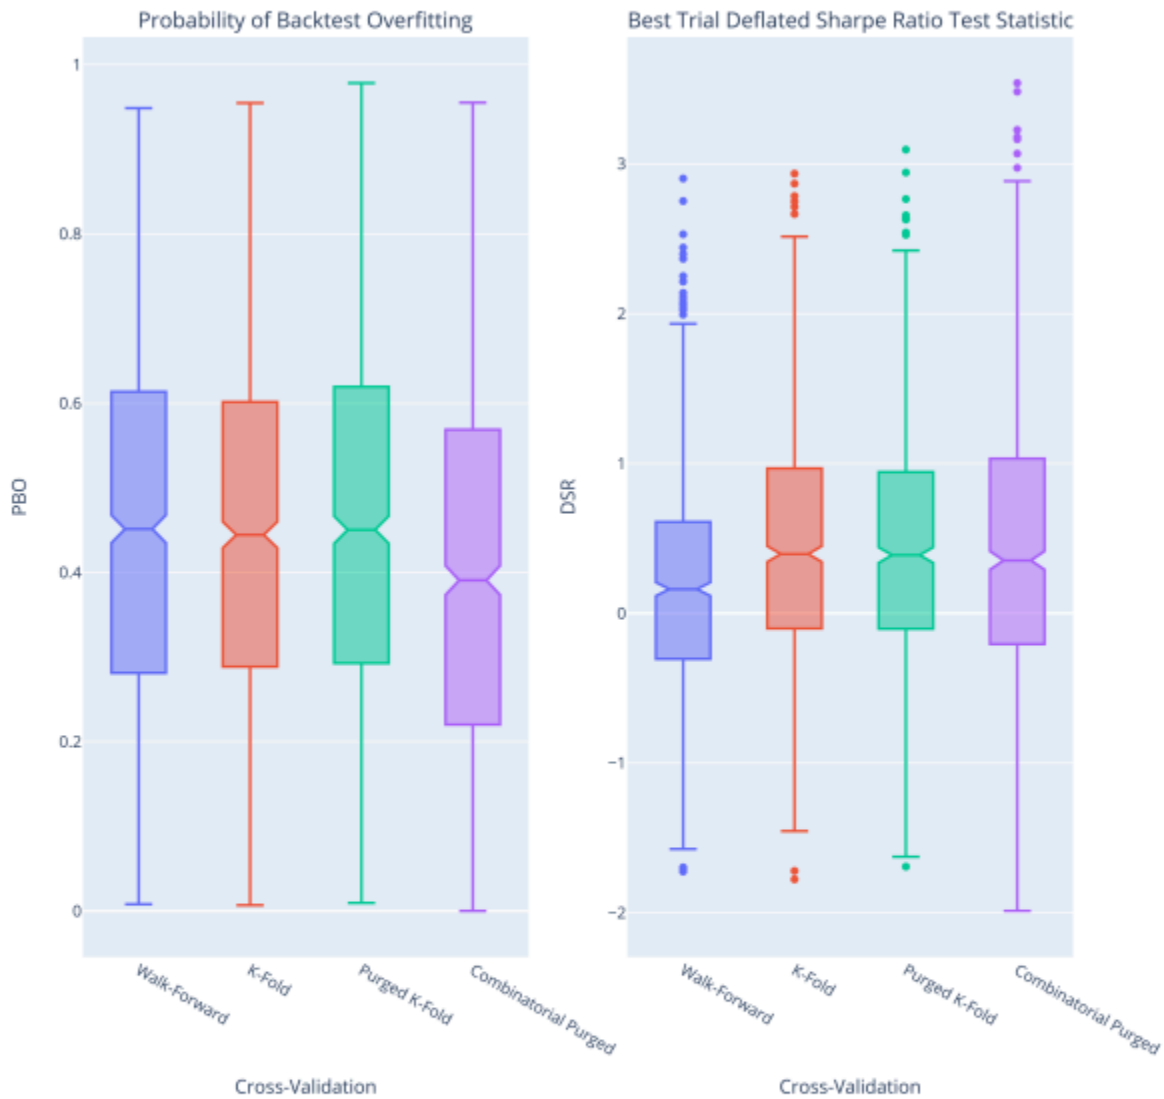 Probability of Backtest Overfitting
PBO
1
0.8
0.6
0.4
0.2
0
Walk-Forward
K-Fold
Purged K-Fold
Combinatorial Purged
Cross-Validation
Best Trial Deflated Sharpe Ratio Test Statistic
DSR
3
2
1
0
−1
−2
Walk-Forward
K-Fold
Purged K-Fold
Combinatorial Purged
Cross-Validation